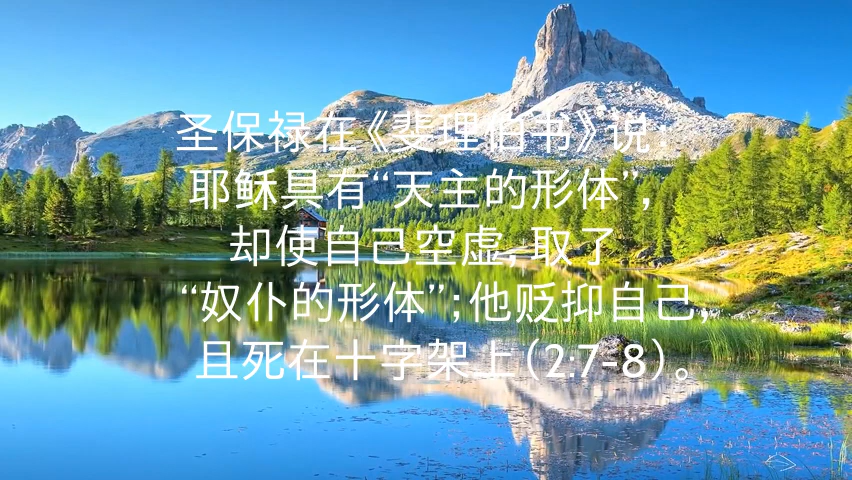 圣保禄在《斐理伯书》说：
耶稣具有“天主的形体”，
却使自己空虚，取了
“奴仆的形体”；他贬抑自己，
且死在十字架上（2:7-8）。